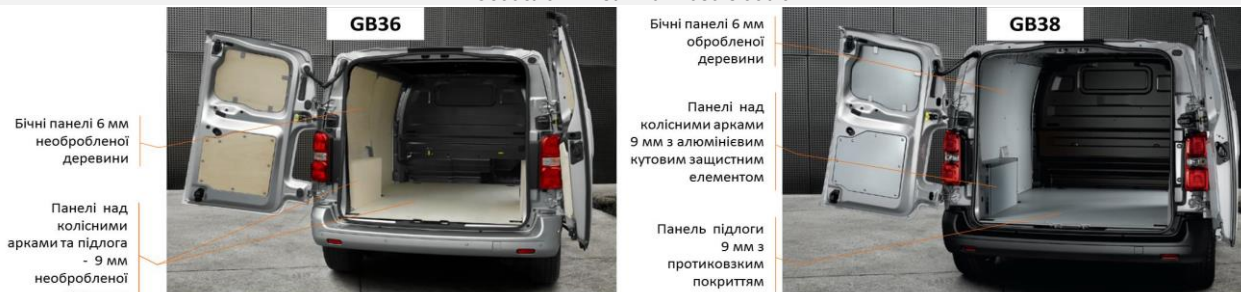 GB36
Бічні панелі 6 мм
необробленої
деревини
Панелі над
колісними
арками та підлога
- 9 мм
необробленої
GB38
Бічні панелі 6 мм
обробленої
деревини
Панелі над
колісними арками
9 мм з алюмінієвим
кутовим защистним
елементом
Панель підлоги
9 мм з
протиковзким
покриттям